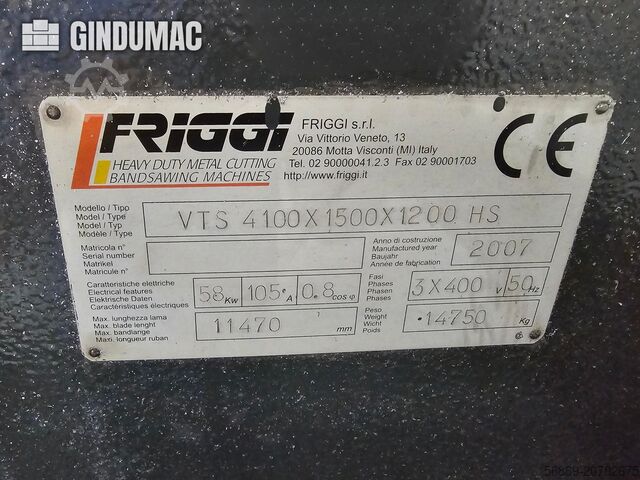 GINDUMAC
FRIGGI
HEAVY DUTY METAL CUTTING
BANDSAWING MACHINES
FRIGGI s.r.l.
Via Vittorio Veneto, 13
20086 Motta Visconti (MI) Italy
Tel. 02 90000041.2.3 Fax 02 90001703
http://www.friggi.it
CE
Modello / Tipo
Model / Type
Model / Typ
Modèle / Type
VTS 4100X1500X1200 HS
Matricola n°
Serial number
Matrikel
Matricule n°
Anno di costruzione
Manufactured year
Baujahr
Année de fabrication
2007
Caratteristiche elettriche
Electrical features
Elektrische Daten
Caractéristiques électriques
58 Kw 105 A 0.8 cos φ
Fasi
Phases
Phasen
Phases
3X400 V 50 Hz
Max. lunghezza lama
Max. blade lenght
Max. bandlange
Maxi. longueur ruban
11470 mm
Peso
Weight
Wicht
Poids
14750 Kg